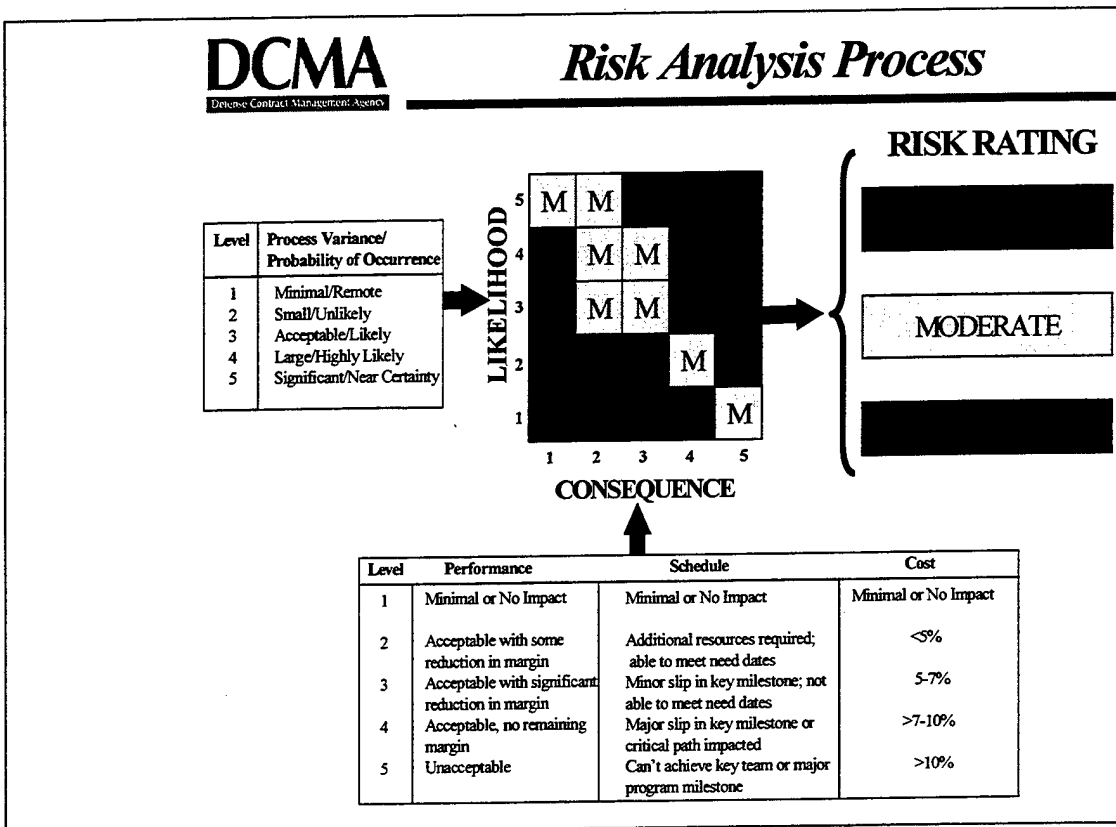 DCMA
Defense Contract Management Agency
Risk Analysis Process
RISK RATING
MODERATE
Level Process Variance/
Probability of Occurrence
1 Minimal/Remote
2 Small/Unlikely
3 Acceptable/Likely
4 Large/Highly Likely
5 Significant/Near Certainty
LIKELIHOOD
5 M M
4 M M
3 M M
2 M
1 M
1 2 3 4 5
CONSEQUENCE
Level Performance Schedule Cost
1 Minimal or No Impact Minimal or No Impact Minimal or No Impact
2 Acceptable with some Additional resources required; <5%
reduction in margin able to meet need dates
3 Acceptable with significant Minor slip in key milestone; not 5-7%
reduction in margin able to meet need dates
4 Acceptable, no remaining Major slip in key milestone or >7-10%
margin critical path impacted
5 Unacceptable Can't achieve key team or major >10%
program milestone